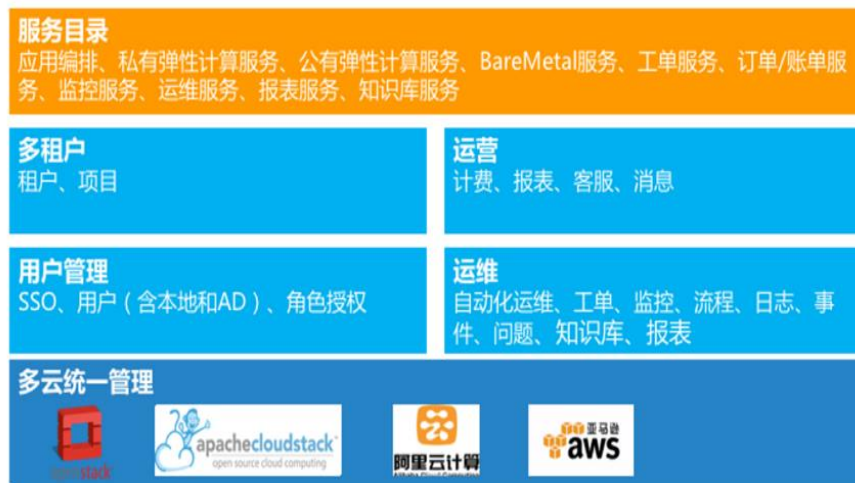 服务目录
应用编排、私有弹性计算服务、公有弹性计算服务、BareMetal服务、工单服务、订单/账单服
务、监控服务、运维服务、报表服务、知识库服务
多租户
租户、项目
运营
计费、报表、客服、消息
用户管理
SSO、用户（含本地和AD）、角色授权
运维
自动化运维、工单、监控、流程、日志、事
件、问题、知识库、报表
多云统一管理
openstack
apachecloudstack
open source cloud computing
阿里云计算
亚马逊
aws